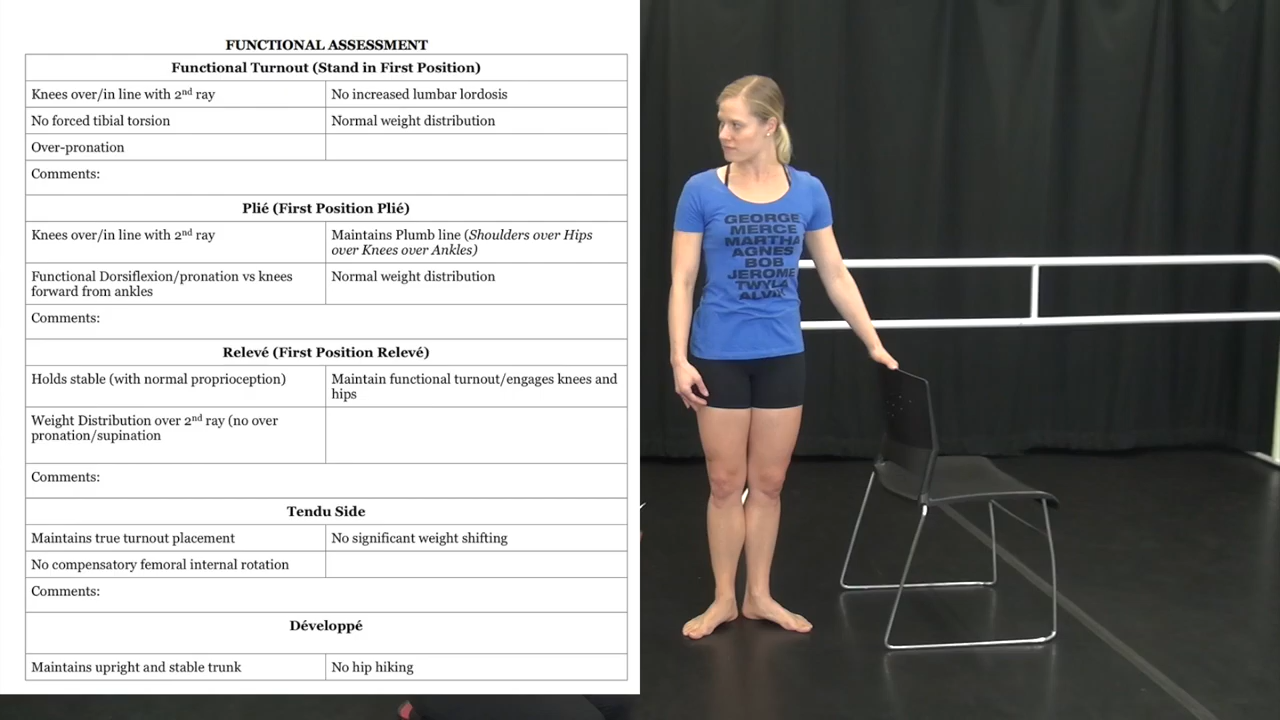 FUNCTIONAL ASSESSMENT
Functional Turnout (Stand in First Position)
Knees over/in line with 2nd ray
No increased lumbar lordosis
No forced tibial torsion
Normal weight distribution
Over-pronation
Comments:
Plié (First Position Plié)
Knees over/in line with 2nd ray
Maintains Plumb line (Shoulders over Hips
over Knees over Ankles)
Functional Dorsiflexion/pronation vs knees
forward from ankles
Normal weight distribution
Comments:
Relevé (First Position Relevé)
Holds stable (with normal proprioception)
Maintain functional turnout/engages knees and
hips
Weight Distribution over 2nd ray (no over
pronation/supination
Comments:
Tendu Side
Maintains true turnout placement
No significant weight shifting
No compensatory femoral internal rotation
Comments:
Développé
Maintains upright and stable trunk
No hip hiking
GEORGE
MERCE
MARTHA
AGNES
BOB
JEROME
TWYLA
ALVIN